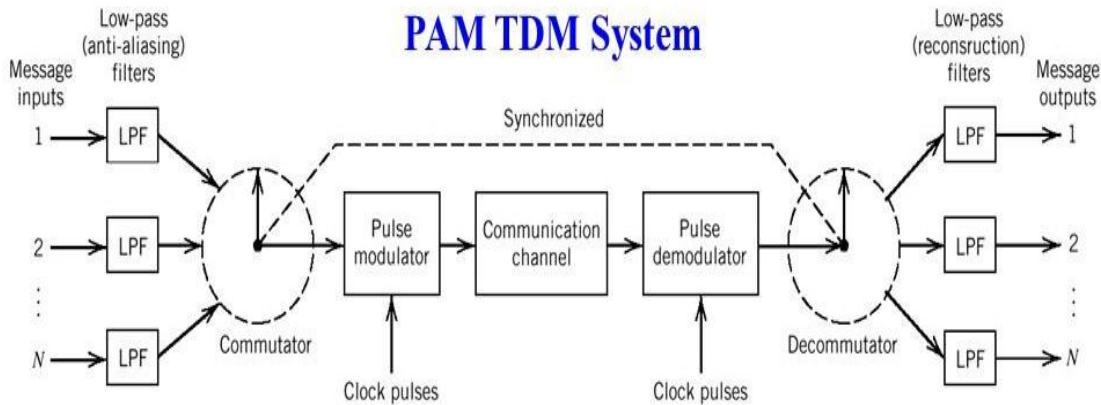 PAM TDM System
Low-pass
(anti-aliasing)
filters
Message
inputs
Low-pass
(reconsruction)
filters
Message
outputs
Synchronized
1
LPF
LPF
1
2
LPF
Pulse
modulator
Communication
channel
Pulse
demodulator
LPF
2
⋮
⋮
N
LPF
Commutator
Decommutator
LPF
N
Clock pulses
Clock pulses